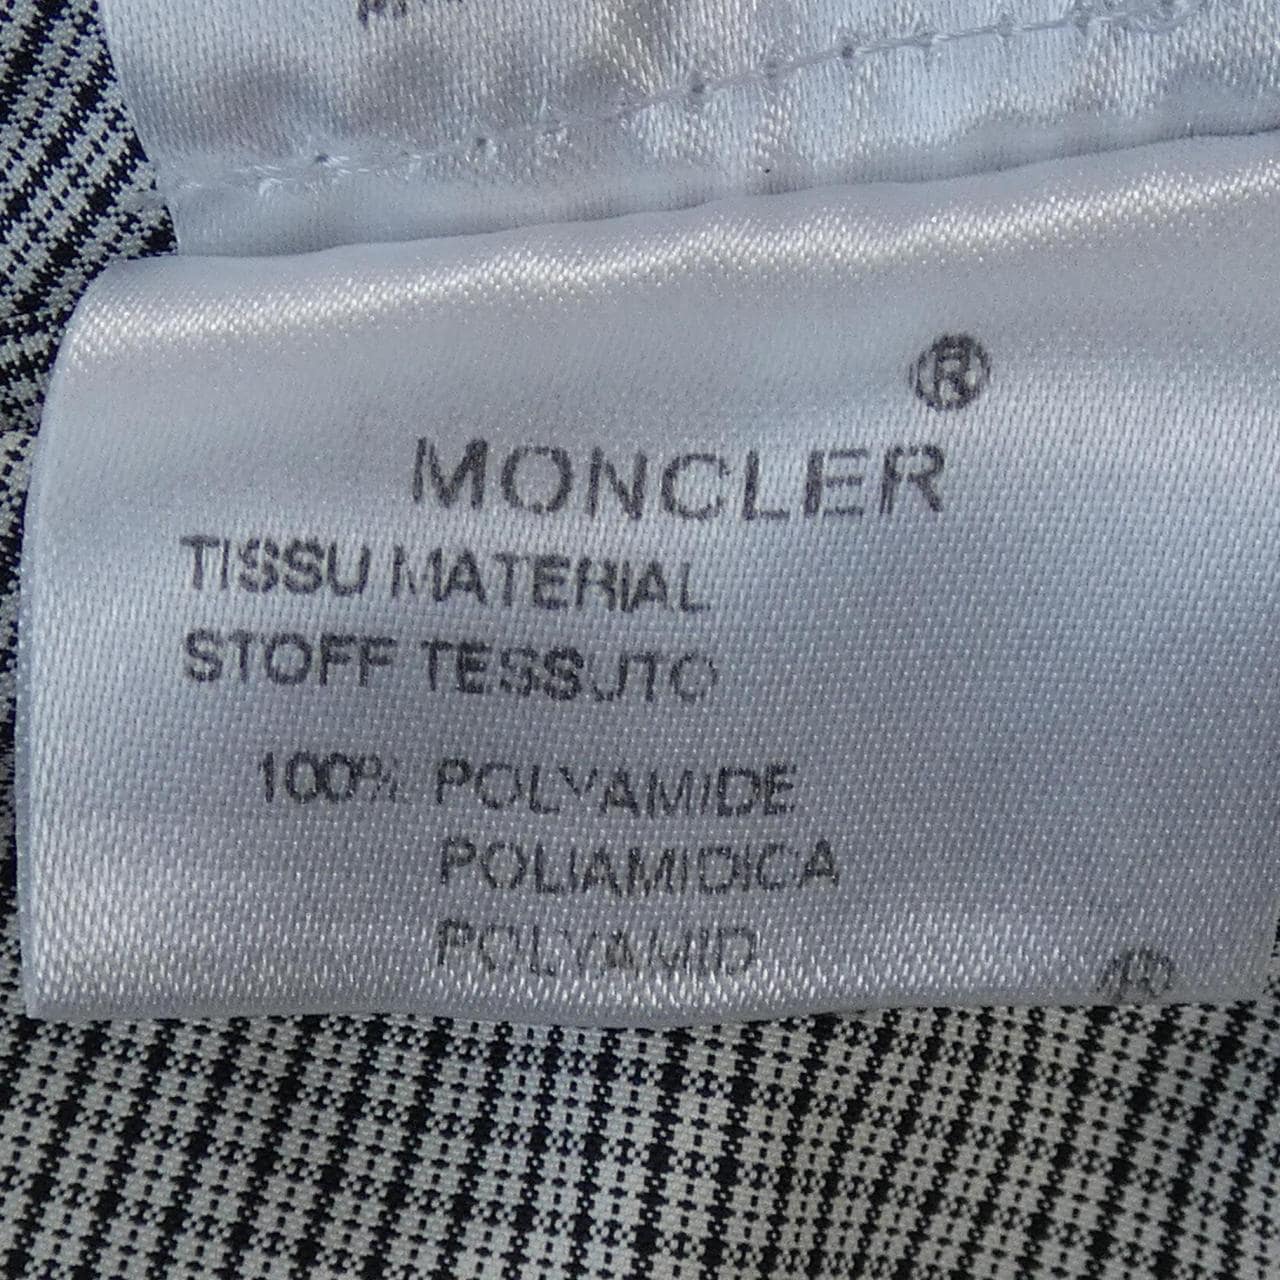 ®
MONCLER
TISSU MATERIAL
STOFF TESSUTO
100% POLYAMIDE
POLIAMIDICA
POLYAMID
®